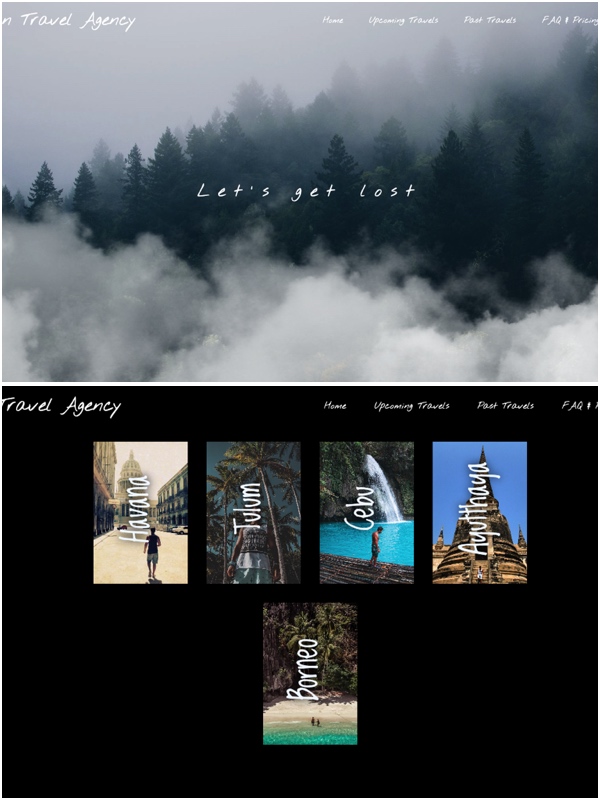 n Travel Agency
Home Upcoming Travels Past Travels FAQ & Pricing
Let's get lost
Travel Agency
Home Upcoming Travels Past Travels FAQ &
Havana
Tulum
Cebu
Ayutthaya
Borneo